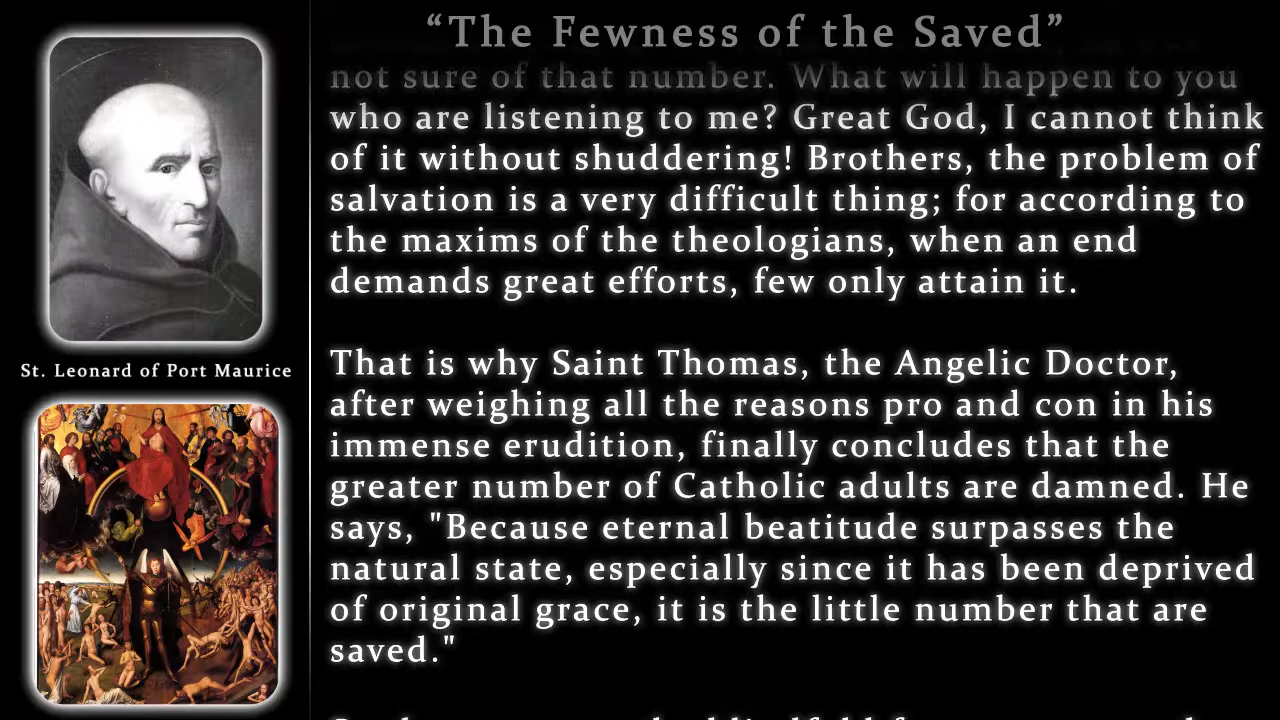 “The Fewness of the Saved”
not sure of that number. What will happen to you
who are listening to me? Great God, I cannot think
of it without shuddering! Brothers, the problem of
salvation is a very difficult thing; for according to
the maxims of the theologians, when an end
demands great efforts, few only attain it.
That is why Saint Thomas, the Angelic Doctor,
after weighing all the reasons pro and con in his
immense erudition, finally concludes that the
greater number of Catholic adults are damned. He
says, "Because eternal beatitude surpasses the
natural state, especially since it has been deprived
of original grace, it is the little number that are
saved."
St. Leonard of Port Maurice